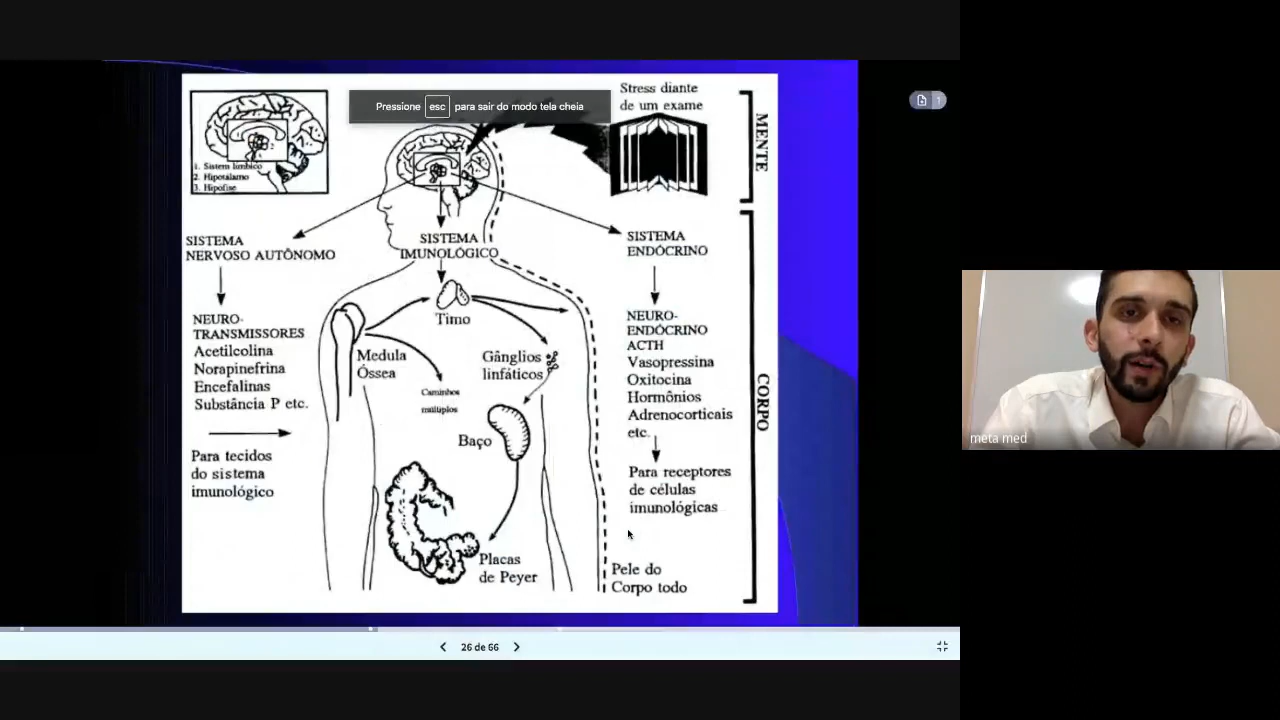 Pressione esc para sair do modo tela cheia
1
Stress diante
de um exame
MENTE
1. Sistem límbico
2. Hipotálamo
3. Hipófise
SISTEMA
NERVOSO AUTÔNOMO
SISTEMA
IMUNOLÓGICO
SISTEMA
ENDÓCRINO
NEURO-
TRANSMISSORES
Acetilcolina
Norapinefrina
Encefalinas
Substância P etc.
Para tecidos
do sistema
imunológico
Timo
Medula
Óssea
Caminhos
múltiplos
Gânglios
linfáticos
Baço
Placas
de Peyer
NEURO-
ENDÓCRINO
ACTH
Vasopressina
Oxitocina
Hormônios
Adrenocorticais
etc.
Para receptores
de células
imunológicas
Pele do
Corpo todo
CORPO
meta med
26 de 66